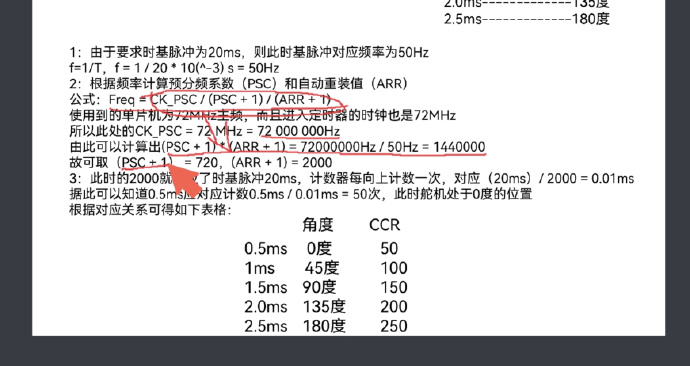 2.0ms-------------135度
2.5ms-------------180度
1：由于要求时基脉冲为20ms，则此时基脉冲对应频率为50Hz
f=1/T，f = 1 / 20 * 10(^-3) s = 50Hz
2：根据频率计算预分频系数（PSC）和自动重装值（ARR）
公式：Freq = CK_PSC / (PSC + 1) / (ARR + 1)
使用到的单片机为72MHz主频，而且进入定时器的时钟也是72MHz
所以此处的CK_PSC = 72 MHz = 72 000 000Hz
由此可以计算出(PSC + 1) * (ARR + 1) = 72000000Hz / 50Hz = 1440000
故可取（PSC + 1）= 720，(ARR + 1) = 2000
3：此时的2000就 了时基脉冲20ms，计数器每向上计数一次，对应（20ms）/ 2000 = 0.01ms
据此可以知道0.5ms应对应计数0.5ms / 0.01ms = 50次，此时舵机处于0度的位置
根据对应关系可得如下表格：
角度 CCR
0.5ms 0度 50
1ms 45度 100
1.5ms 90度 150
2.0ms 135度 200
2.5ms 180度 250